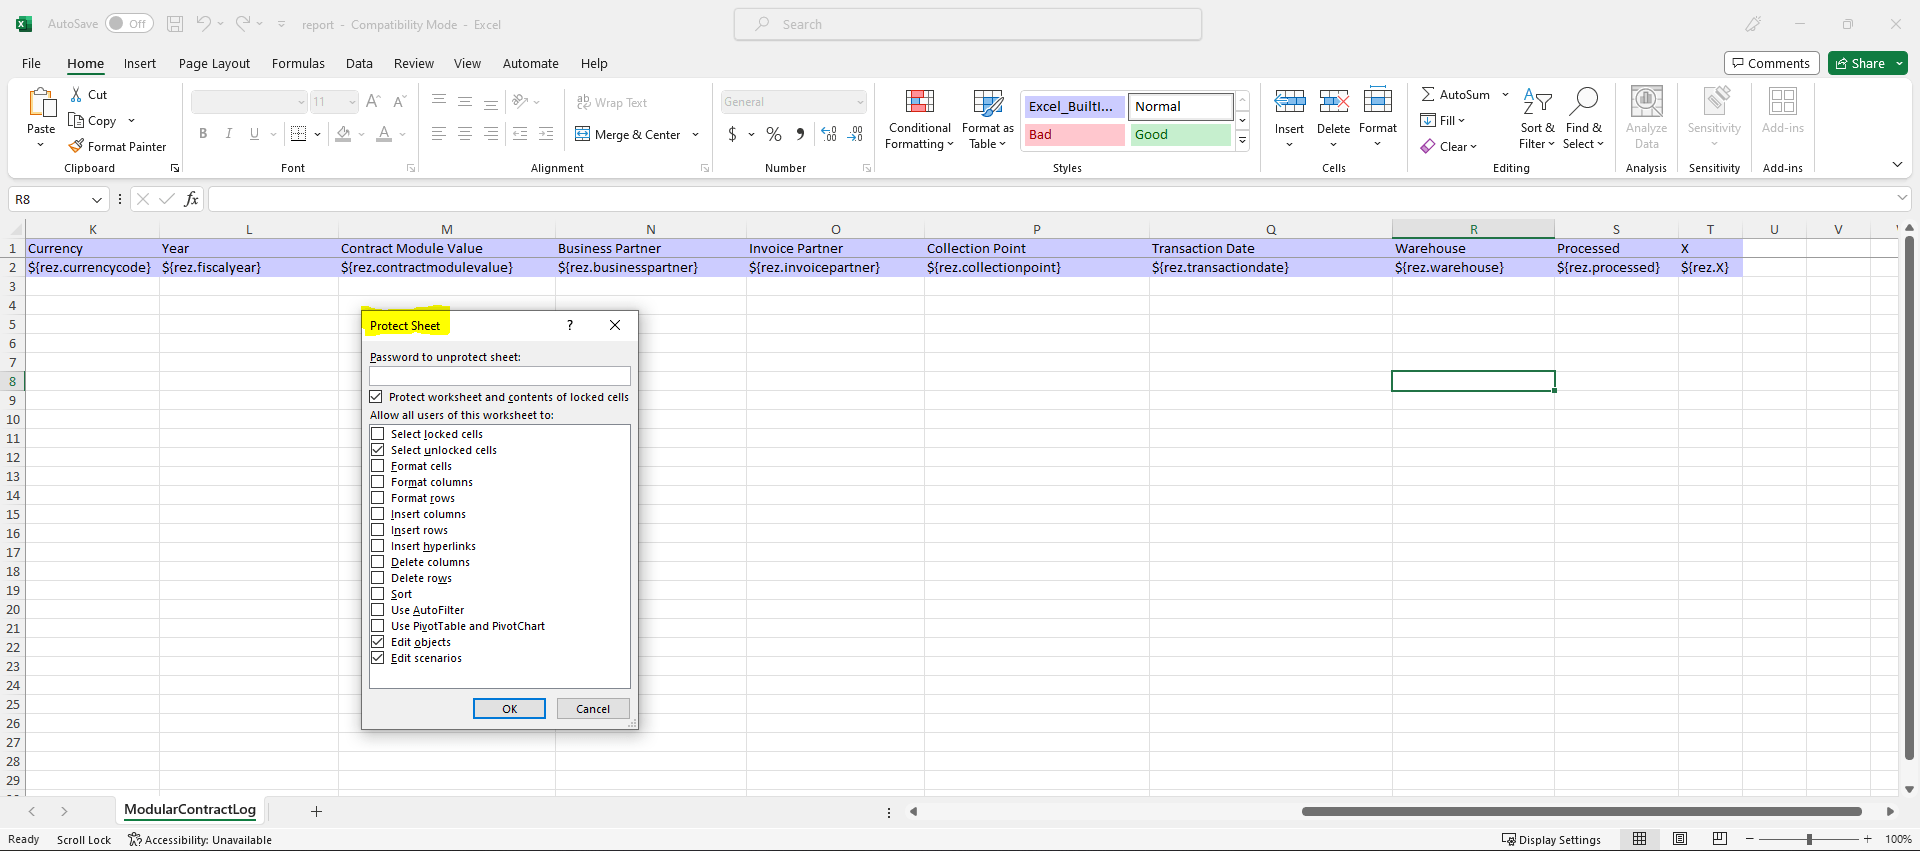 AutoSave Off report - Compatibility Mode - Excel Search
File Home Insert Page Layout Formulas Data Review View Automate Help Comments Share
Paste Cut Copy Format Painter Clipboard
11 A A B I U A Font
ab Wrap Text Merge & Center Alignment
General $ % , Number
Conditional Formatting Format as Table Excel_BuiltI... Normal Bad Good Styles
Insert Delete Format Cells
AutoSum Fill Clear Sort & Filter Find & Select Editing
Analyze Data Analysis
Sensitivity Sensitivity
Add-ins Add-ins
R8 fx
K L M N O P Q R S T U V
1 Currency Year Contract Module Value Business Partner Invoice Partner Collection Point Transaction Date Warehouse Processed X
2 ${rez.currencycode} ${rez.fiscalyear} ${rez.contractmodulevalue} ${rez.businesspartner} ${rez.invoicepartner} ${rez.collectionpoint} ${rez.transactiondate} ${rez.warehouse} ${rez.processed} ${rez.X}
3
4
5
6
7
8
9
10
11
12
13
14
15
16
17
18
19
20
21
22
23
24
25
26
27
28
29
Protect Sheet ?
Password to unprotect sheet:
Protect worksheet and contents of locked cells
Allow all users of this worksheet to:
Select locked cells
Select unlocked cells
Format cells
Format columns
Format rows
Insert columns
Insert rows
Insert hyperlinks
Delete columns
Delete rows
Sort
Use AutoFilter
Use PivotTable and PivotChart
Edit objects
Edit scenarios
OK Cancel
ModularContractLog
Ready Scroll Lock Accessibility: Unavailable Display Settings 100%